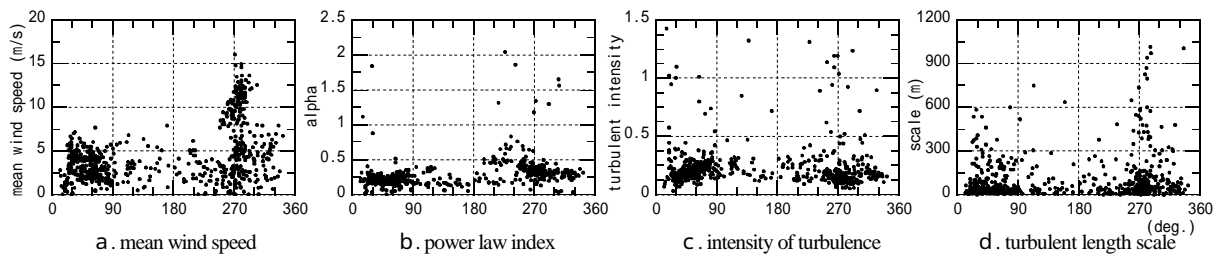 mean wind speed (m/s)
20
15
10
5
0
0 90 180 270 360
a. mean wind speed
alpha
2.5
2
1.5
1
0.5
0
0 90 180 270 360
b. power law index
turbulent intensity
1.5
1
0.5
0
0 90 180 270 360
c. intensity of turbulence
scale (m)
1200
900
600
300
0
0 90 180 270 360
(deg.)
d. turbulent length scale